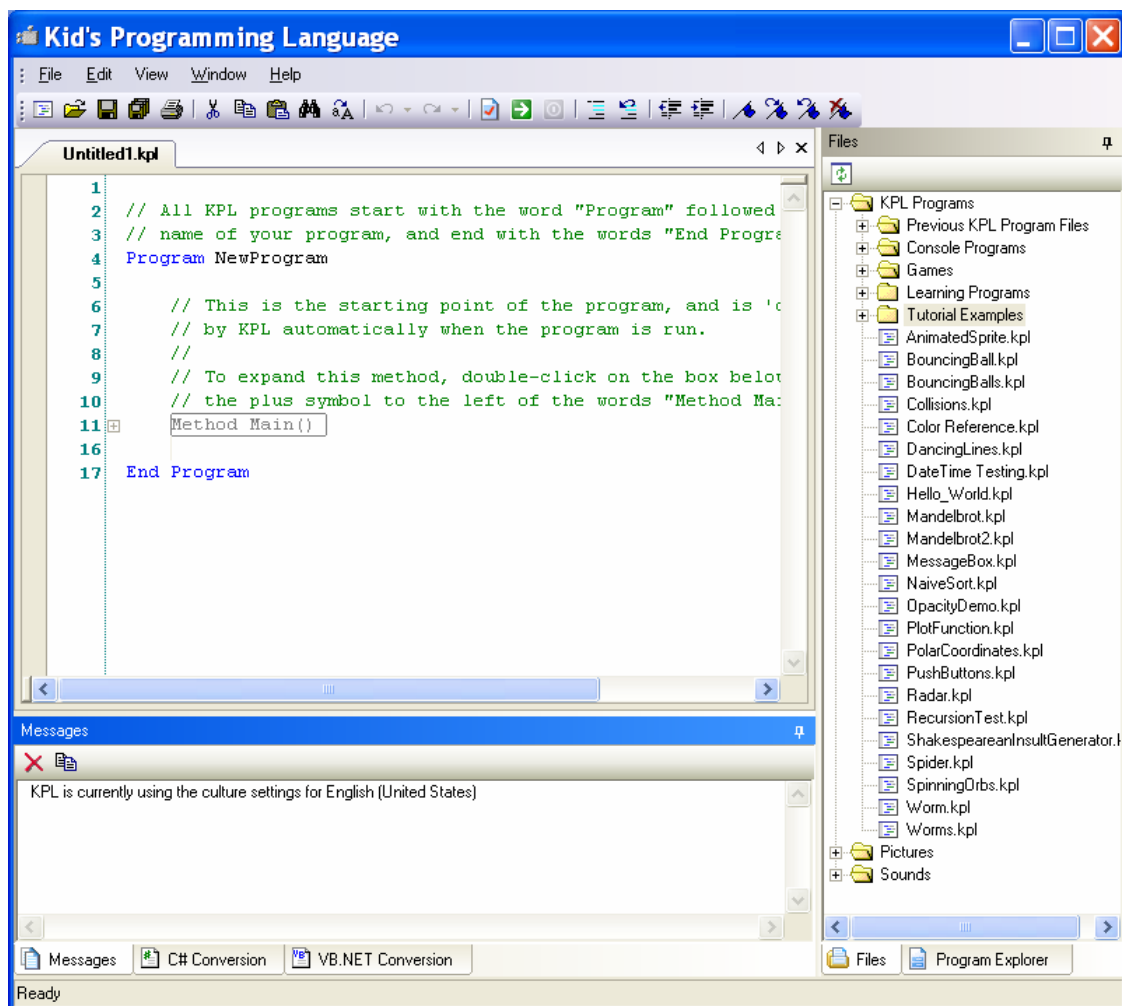 Kid's Programming Language
File Edit View Window Help
Untitled1.kpl
1
2 // All KPL programs start with the word "Program" followed
3 // name of your program, and end with the words "End Progra
4 Program NewProgram
5
6 // This is the starting point of the program, and is 'c
7 // by KPL automatically when the program is run.
8 //
9 // To expand this method, double-click on the box below
10 // the plus symbol to the left of the words "Method Mai
11 Method Main()
16
17 End Program
Messages
KPL is currently using the culture settings for English (United States)
Messages C# Conversion VB.NET Conversion
Files
KPL Programs
Previous KPL Program Files
Console Programs
Games
Learning Programs
Tutorial Examples
AnimatedSprite.kpl
BouncingBall.kpl
BouncingBalls.kpl
Collisions.kpl
Color Reference.kpl
DancingLines.kpl
DateTime Testing.kpl
Hello_World.kpl
Mandelbrot.kpl
Mandelbrot2.kpl
MessageBox.kpl
NaiveSort.kpl
OpacityDemo.kpl
PlotFunction.kpl
PolarCoordinates.kpl
PushButtons.kpl
Radar.kpl
RecursionTest.kpl
ShakespeareanInsultGenerator.k
Spider.kpl
SpinningOrbs.kpl
Worm.kpl
Worms.kpl
Pictures
Sounds
Files Program Explorer
Ready